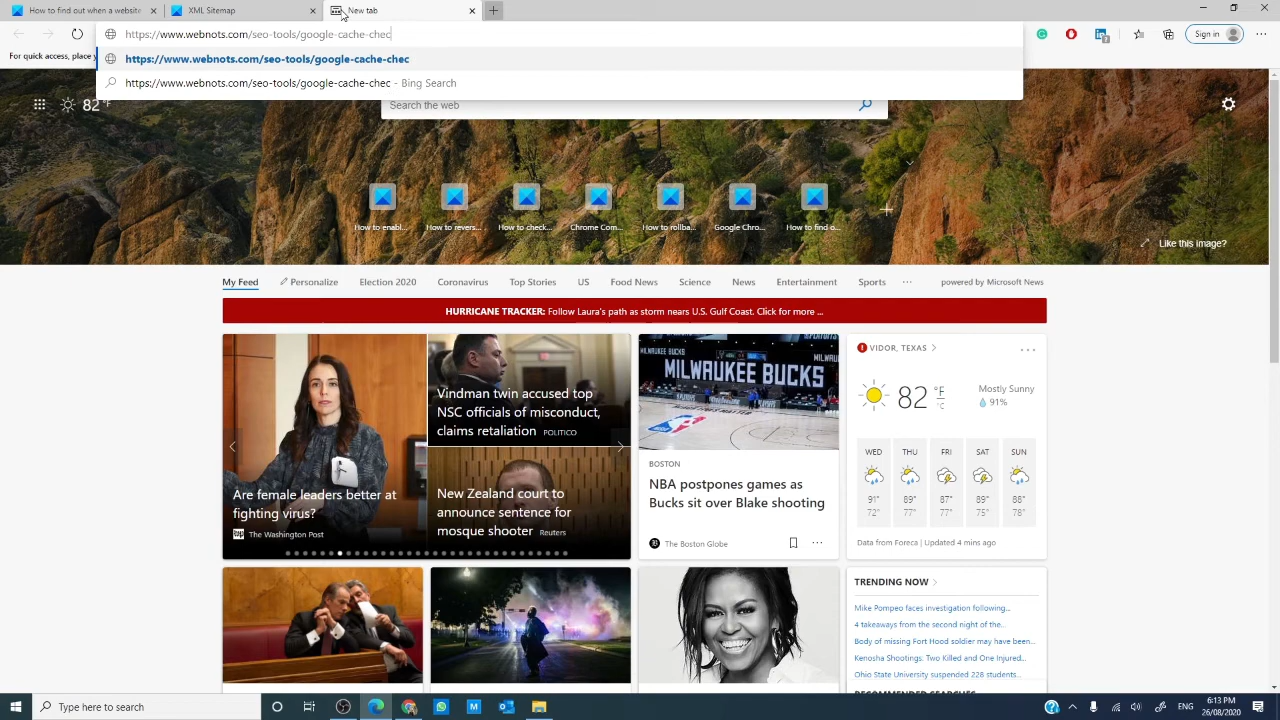 How to find out when was webs
XML Sitemap
New tab
https://www.webnots.com/seo-tools/google-cache-chec
Sign in
For quick access, place y
https://www.webnots.com/seo-tools/google-cache-chec
https://www.webnots.com/seo-tools/google-cache-chec - Bing Search
82 °F
Search the web
How to enabl...
How to revers...
How to check...
Chrome Com...
How to rollba...
Google Chro...
How to find o...
Like this image?
My Feed
Personalize
Election 2020
Coronavirus
Top Stories
US
Food News
Science
News
Entertainment
Sports
...
powered by Microsoft News
HURRICANE TRACKER: Follow Laura's path as storm nears U.S. Gulf Coast. Click for more ...
Are female leaders better at
fighting virus?
The Washington Post
Vindman twin accused top
NSC officials of misconduct,
claims retaliation POLITICO
New Zealand court to
announce sentence for
mosque shooter Reuters
MILWAUKEE BUCKS
MILWAUKEE BUCKS
BOSTON
NBA postpones games as
Bucks sit over Blake shooting
The Boston Globe
VIDOR, TEXAS
82 °F
°C
Mostly Sunny
91%
WED
THU
FRI
SAT
SUN
91°
89°
87°
89°
88°
72°
77°
77°
75°
78°
Data from Foreca | Updated 4 mins ago
TRENDING NOW
Mike Pompeo faces investigation following...
4 takeaways from the second night of the...
Body of missing Fort Hood soldier may have been...
Kenosha Shootings: Two Killed and One Injured...
Ohio State University suspended 228 students...
RECOMMENDED SEARCHES
Type here to search
ENG
6:13 PM
26/08/2020